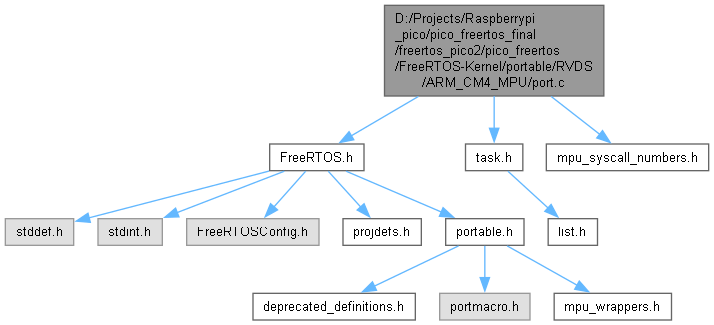 D:/Projects/Raspberrypi
_pico/pico_freertos_final
/freertos_pico2/pico_freertos
/FreeRTOS-Kernel/portable/RVDS
/ARM_CM4_MPU/port.c
FreeRTOS.h
task.h
mpu_syscall_numbers.h
stddef.h
stdint.h
FreeRTOSConfig.h
projdefs.h
portable.h
list.h
deprecated_definitions.h
portmacro.h
mpu_wrappers.h